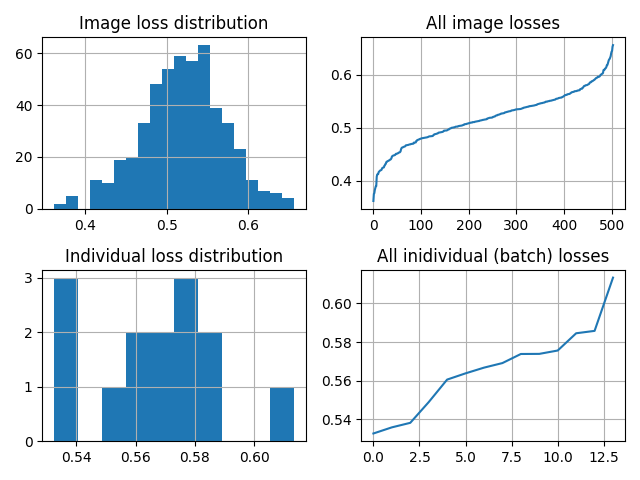 Image loss distribution
60
40
20
0
0.4 0.5 0.6
All image losses
0.6
0.5
0.4
0 100 200 300 400 500
Individual loss distribution
3
2
1
0
0.54 0.56 0.58 0.60
All inidividual (batch) losses
0.60
0.58
0.56
0.54
0.0 2.5 5.0 7.5 10.0 12.5